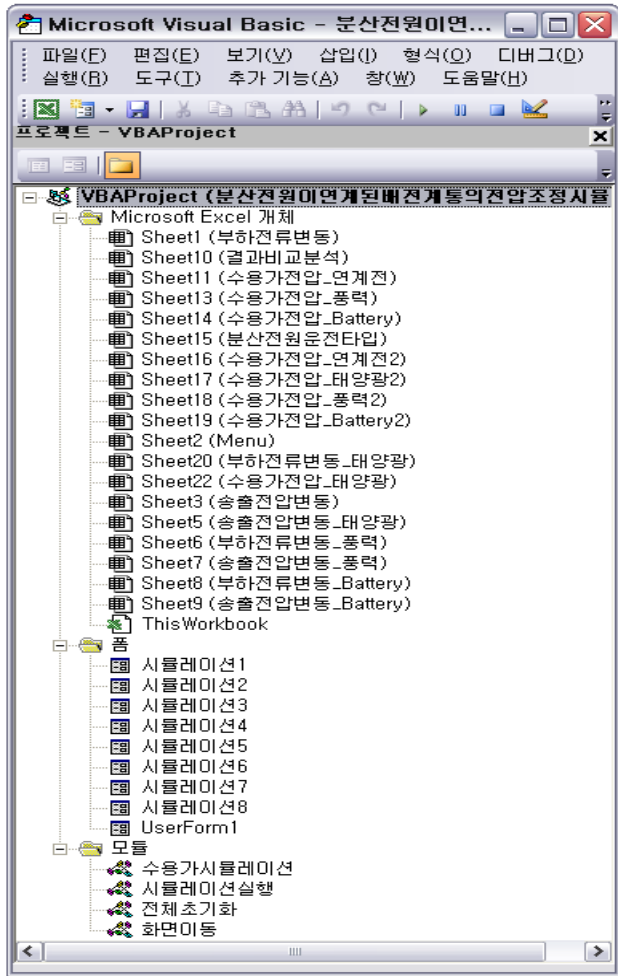 Microsoft Visual Basic - 분산전원이연...
파일(F) 편집(E) 보기(V) 삽입(I) 형식(O) 디버그(D)
실행(R) 도구(T) 추가 기능(A) 창(W) 도움말(H)
프로젝트 - VBAProject
VBAProject (분산전원이연계된배전계통의전압조정시뮬
Microsoft Excel 개체
Sheet1 (부하전류변동)
Sheet10 (결과비교분석)
Sheet11 (수용가전압_연계전)
Sheet13 (수용가전압_풍력)
Sheet14 (수용가전압_Battery)
Sheet15 (분산전원운전타입)
Sheet16 (수용가전압_연계전2)
Sheet17 (수용가전압_태양광2)
Sheet18 (수용가전압_풍력2)
Sheet19 (수용가전압_Battery2)
Sheet2 (Menu)
Sheet20 (부하전류변동_태양광)
Sheet22 (수용가전압_태양광)
Sheet3 (송출전압변동)
Sheet5 (송출전압변동_태양광)
Sheet6 (부하전류변동_풍력)
Sheet7 (송출전압변동_풍력)
Sheet8 (부하전류변동_Battery)
Sheet9 (송출전압변동_Battery)
ThisWorkbook
폼
시뮬레이션1
시뮬레이션2
시뮬레이션3
시뮬레이션4
시뮬레이션5
시뮬레이션6
시뮬레이션7
시뮬레이션8
UserForm1
모듈
수용가시뮬레이션
시뮬레이션실행
전체초기화
화면이동